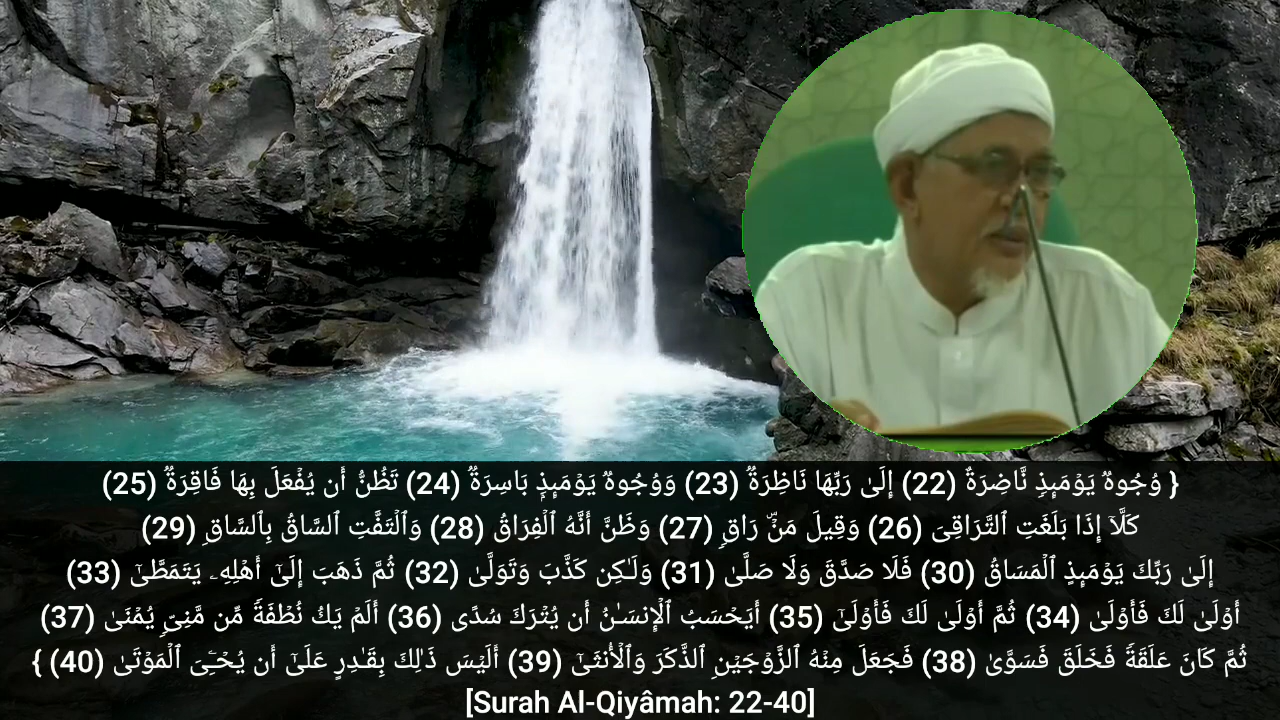 { وُجُوهٌ يَوْمَىِٕذٍ نَّاضِرَةٌ (22) إِلَىٰ رَبِّهَا نَاظِرَةٌ (23) وَوُجُوهٌ يَوْمَىِٕذِۭ بَاسِرَةٌ (24) تَظُنُّ أَن يُفْعَلَ بِهَا فَاقِرَةٌ (25)
كَلَّآ إِذَا بَلَغَتِ ٱلتَّرَاقِىَ (26) وَقِيلَ مَنْۜ رَاقٍ (27) وَظَنَّ أَنَّهُ ٱلْفِرَاقُ (28) وَٱلْتَفَّتِ ٱلسَّاقُ بِٱلسَّاقِ (29)
إِلَىٰ رَبِّكَ يَوْمَىِٕذٍ ٱلْمَسَاقُ (30) فَلَا صَدَّقَ وَلَا صَلَّىٰ (31) وَلَـٰكِن كَذَّبَ وَتَوَلَّىٰ (32) ثُمَّ ذَهَبَ إِلَىٰٓ أَهْلِهِۦ يَتَمَطَّىٰٓ (33)
أَوْلَىٰ لَكَ فَأَوْلَىٰ (34) ثُمَّ أَوْلَىٰ لَكَ فَأَوْلَىٰٓ (35) أَيَحْسَبُ ٱلْإِنسَـٰنُ أَن يُتْرَكَ سُدًى (36) أَلَمْ يَكُ نُطْفَةً مِّن مَّنِىٍّ يُمْنَىٰ (37)
ثُمَّ كَانَ عَلَقَةً فَخَلَقَ فَسَوَّىٰ (38) فَجَعَلَ مِنْهُ ٱلزَّوْجَيْنِ ٱلذَّكَرَ وَٱلْأُنثَىٰٓ (39) أَلَيْسَ ذَٰلِكَ بِقَـٰدِرٍ عَلَىٰٓ أَن يُحْـِۧىَ ٱلْمَوْتَىٰ (40) }
[Surah Al-Qiyâmah: 22-40]